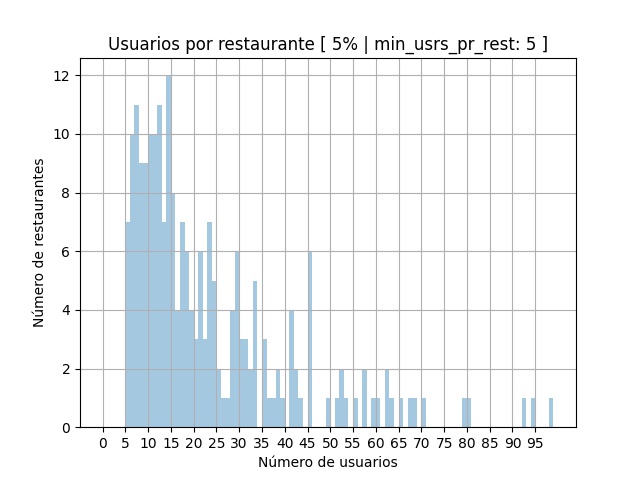 Usuarios por restaurante [ 5% | min_usrs_pr_rest: 5 ]
12
10
8
6
4
2
0
Número de restaurantes
0 5 10 15 20 25 30 35 40 45 50 55 60 65 70 75 80 85 90 95
Número de usuarios